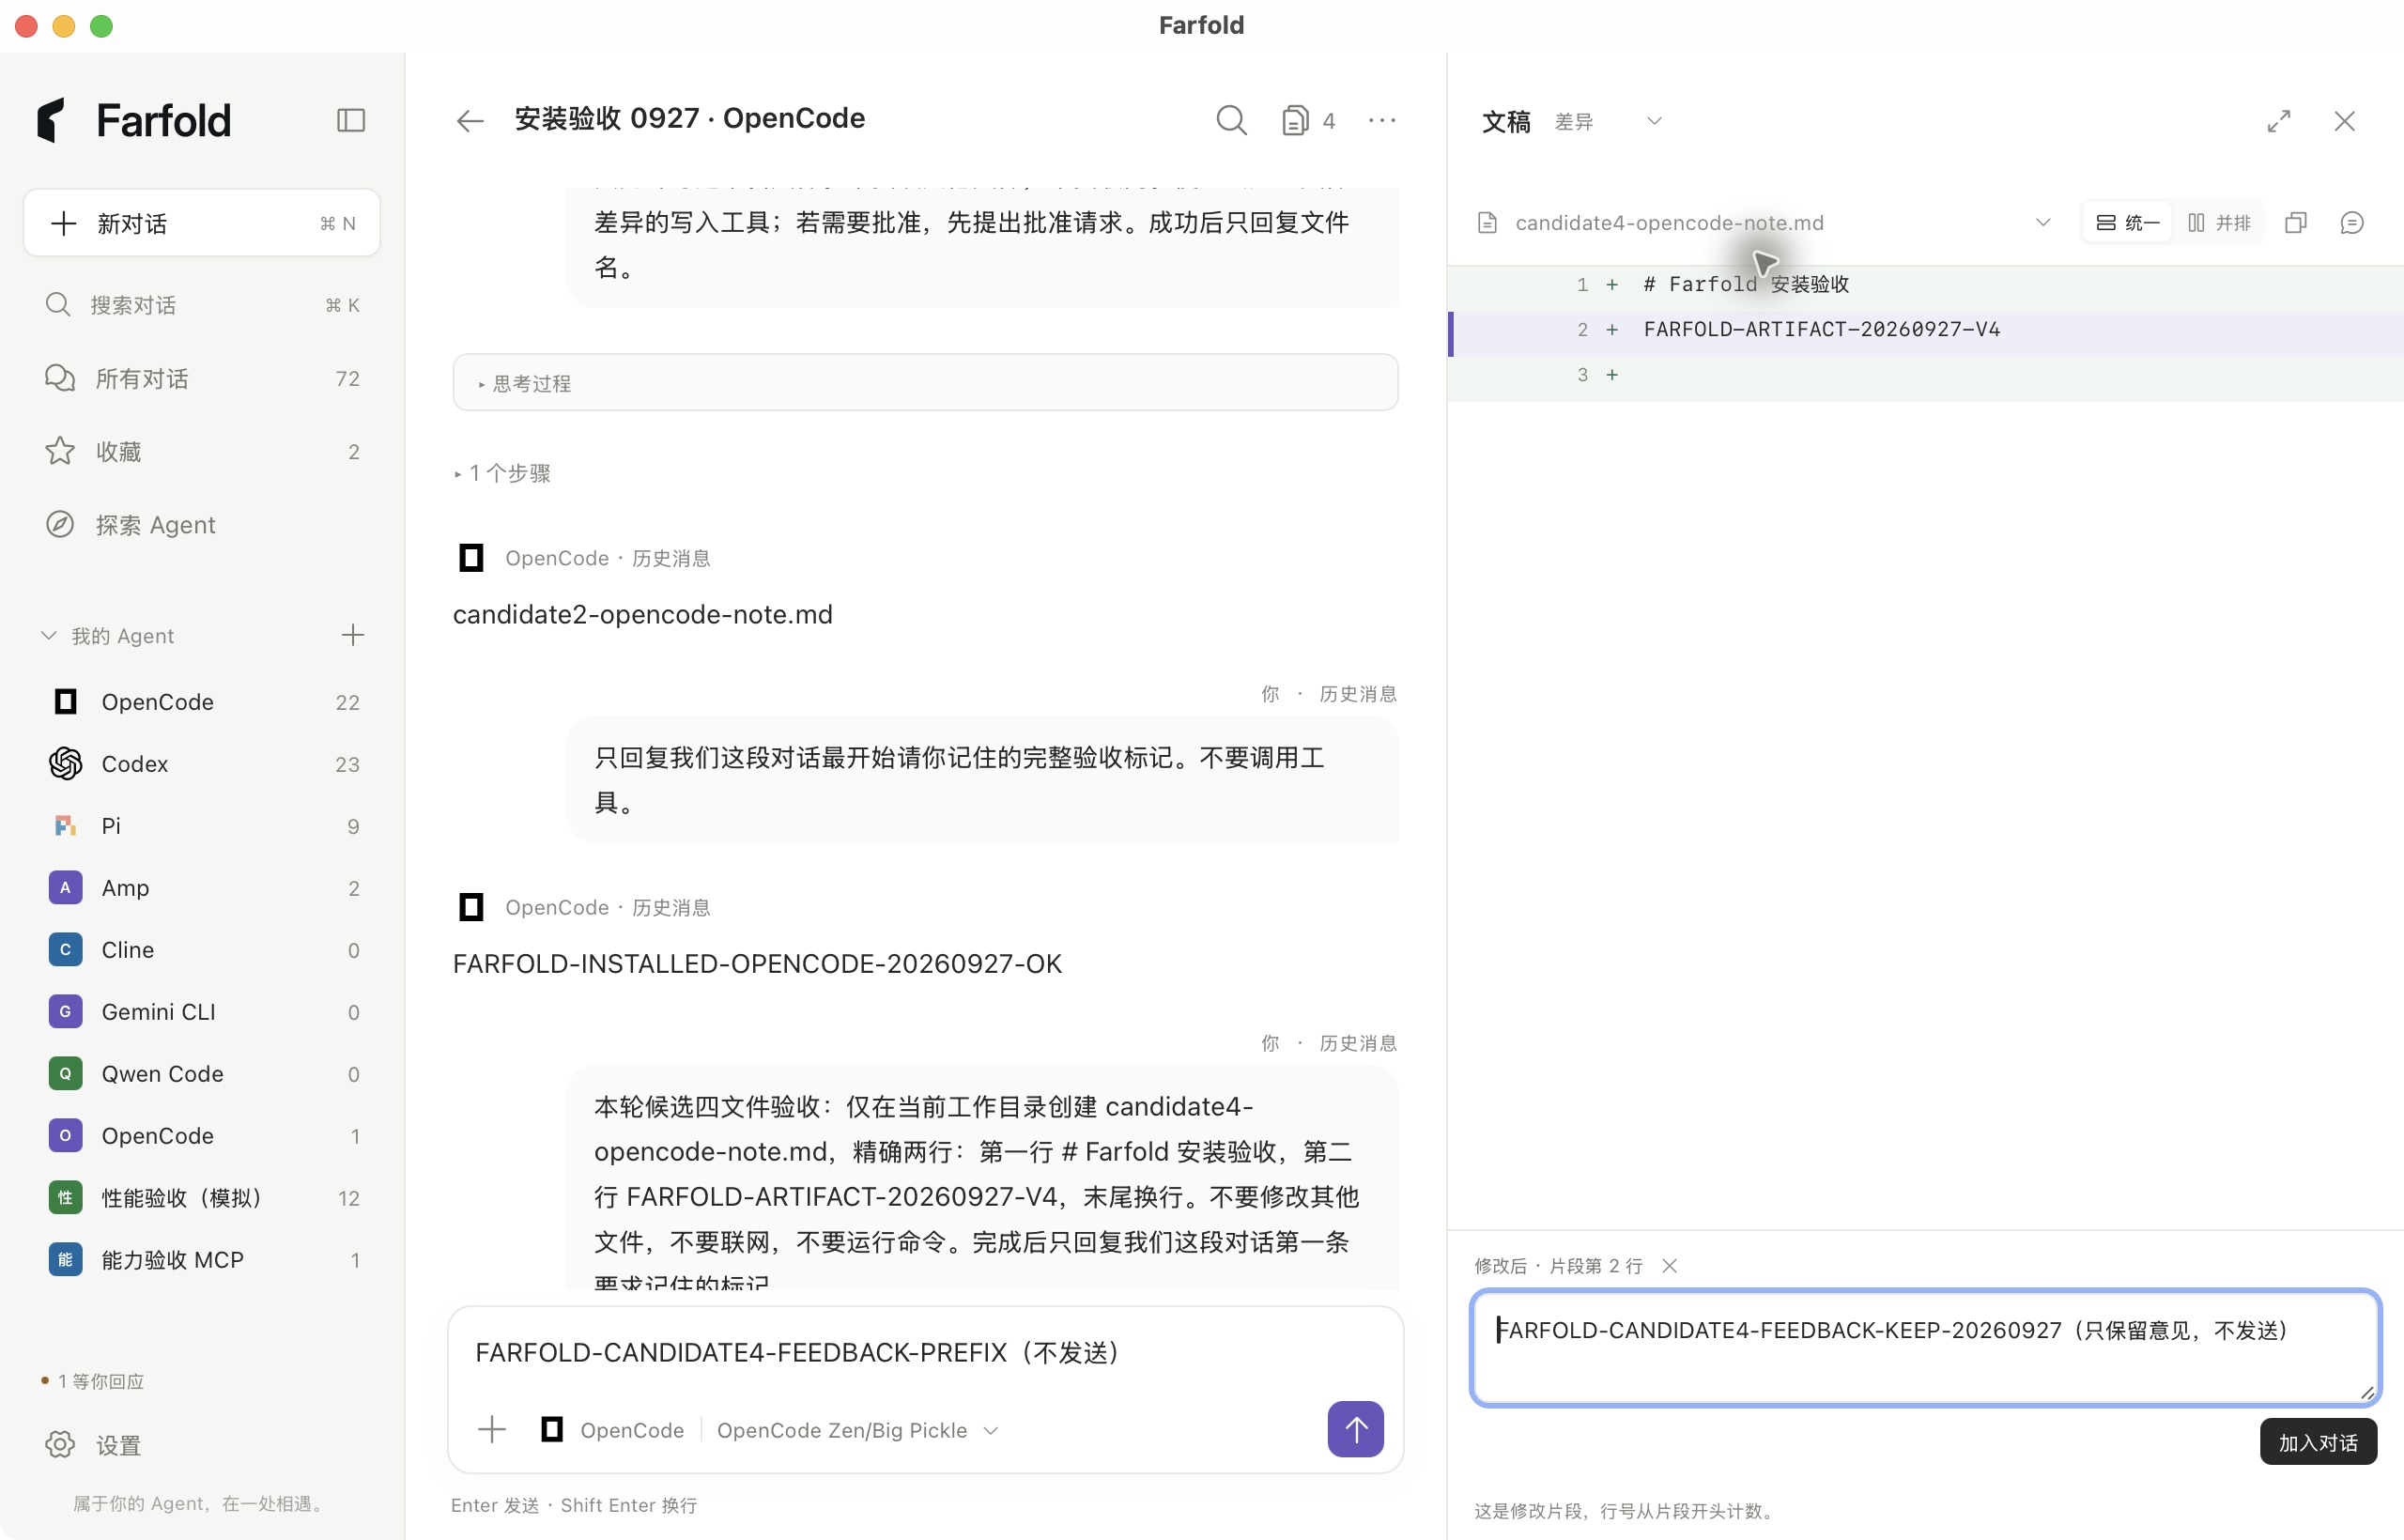 Farfold
Farfold
新对话
⌘ N
搜索对话
⌘ K
所有对话
72
收藏
2
探索 Agent
我的 Agent
OpenCode
22
Codex
23
Pi
9
A
Amp
2
C
Cline
0
G
Gemini CLI
0
Q
Qwen Code
0
O
OpenCode
1
性
性能验收（模拟）
12
能
能力验收 MCP
1
1 等你回应
设置
属于你的 Agent，在一处相遇。
安装验收 0927 · OpenCode
4
差异的写入工具；若需要批准，先提出批准请求。成功后只回复文件
名。
思考过程
1 个步骤
OpenCode · 历史消息
candidate2-opencode-note.md
你 · 历史消息
只回复我们这段对话最开始请你记住的完整验收标记。不要调用工
具。
OpenCode · 历史消息
FARFOLD-INSTALLED-OPENCODE-20260927-OK
你 · 历史消息
本轮候选四文件验收：仅在当前工作目录创建 candidate4-
opencode-note.md，精确两行：第一行 # Farfold 安装验收，第二
行 FARFOLD-ARTIFACT-20260927-V4，末尾换行。不要修改其他
文件，不要联网，不要运行命令。完成后只回复我们这段对话第一条
要求记住的标记
FARFOLD-CANDIDATE4-FEEDBACK-PREFIX（不发送）
OpenCode
OpenCode Zen/Big Pickle
Enter 发送 · Shift Enter 换行
文稿 差异
candidate4-opencode-note.md
统一
并排
1 + # Farfold 安装验收
2 + FARFOLD-ARTIFACT-20260927-V4
3 +
修改后 · 片段第 2 行
FARFOLD-CANDIDATE4-FEEDBACK-KEEP-20260927（只保留意见，不发送）
加入对话
这是修改片段，行号从片段开头计数。